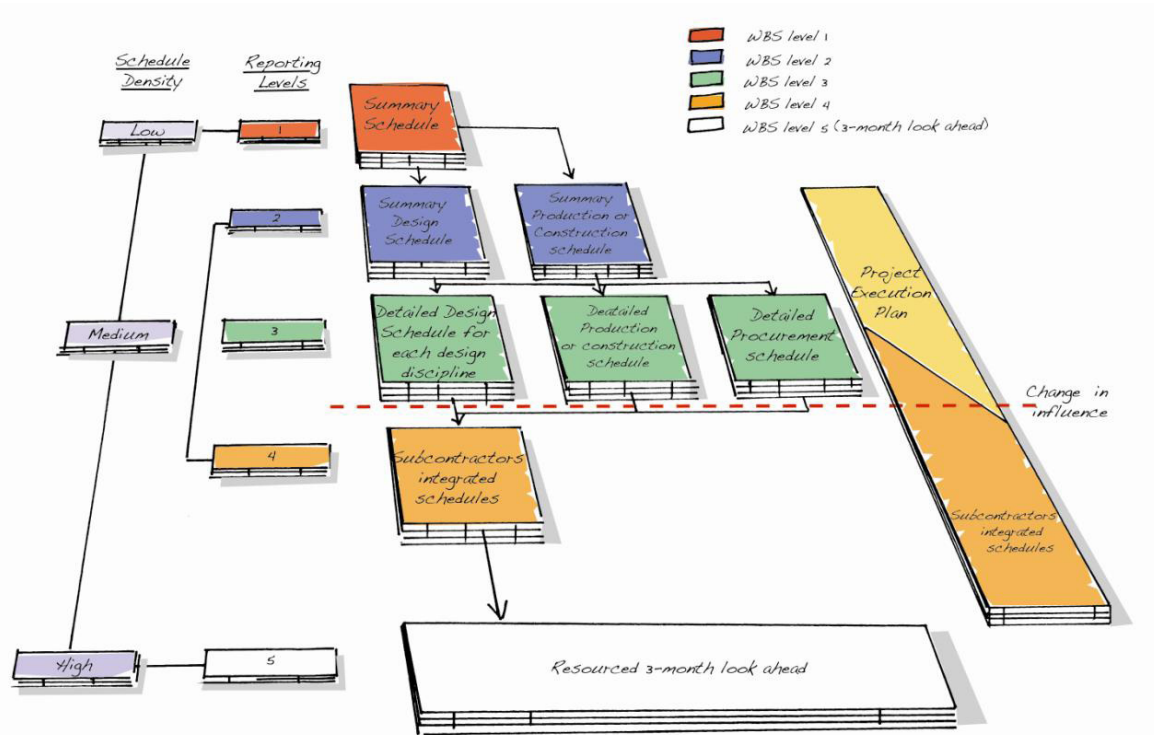 WBS level 1
WBS level 2
WBS level 3
WBS level 4
WBS level 5 (3-month look ahead)
Schedule
Density
Reporting
Levels
Low
1
Summary
Schedule
2
Summary
Design
Schedule
Summary
Production or
Construction
schedule
Medium
3
Detailed Design
Schedule for
each design
discipline
Deatailed
Production
or construction
schedule
Detailed
Procurement
schedule
Project
Execution
Plan
Change in
influence
4
Subcontractors
integrated
schedules
Subcontractors
integrated
schedules
High
5
Resourced 3-month look ahead